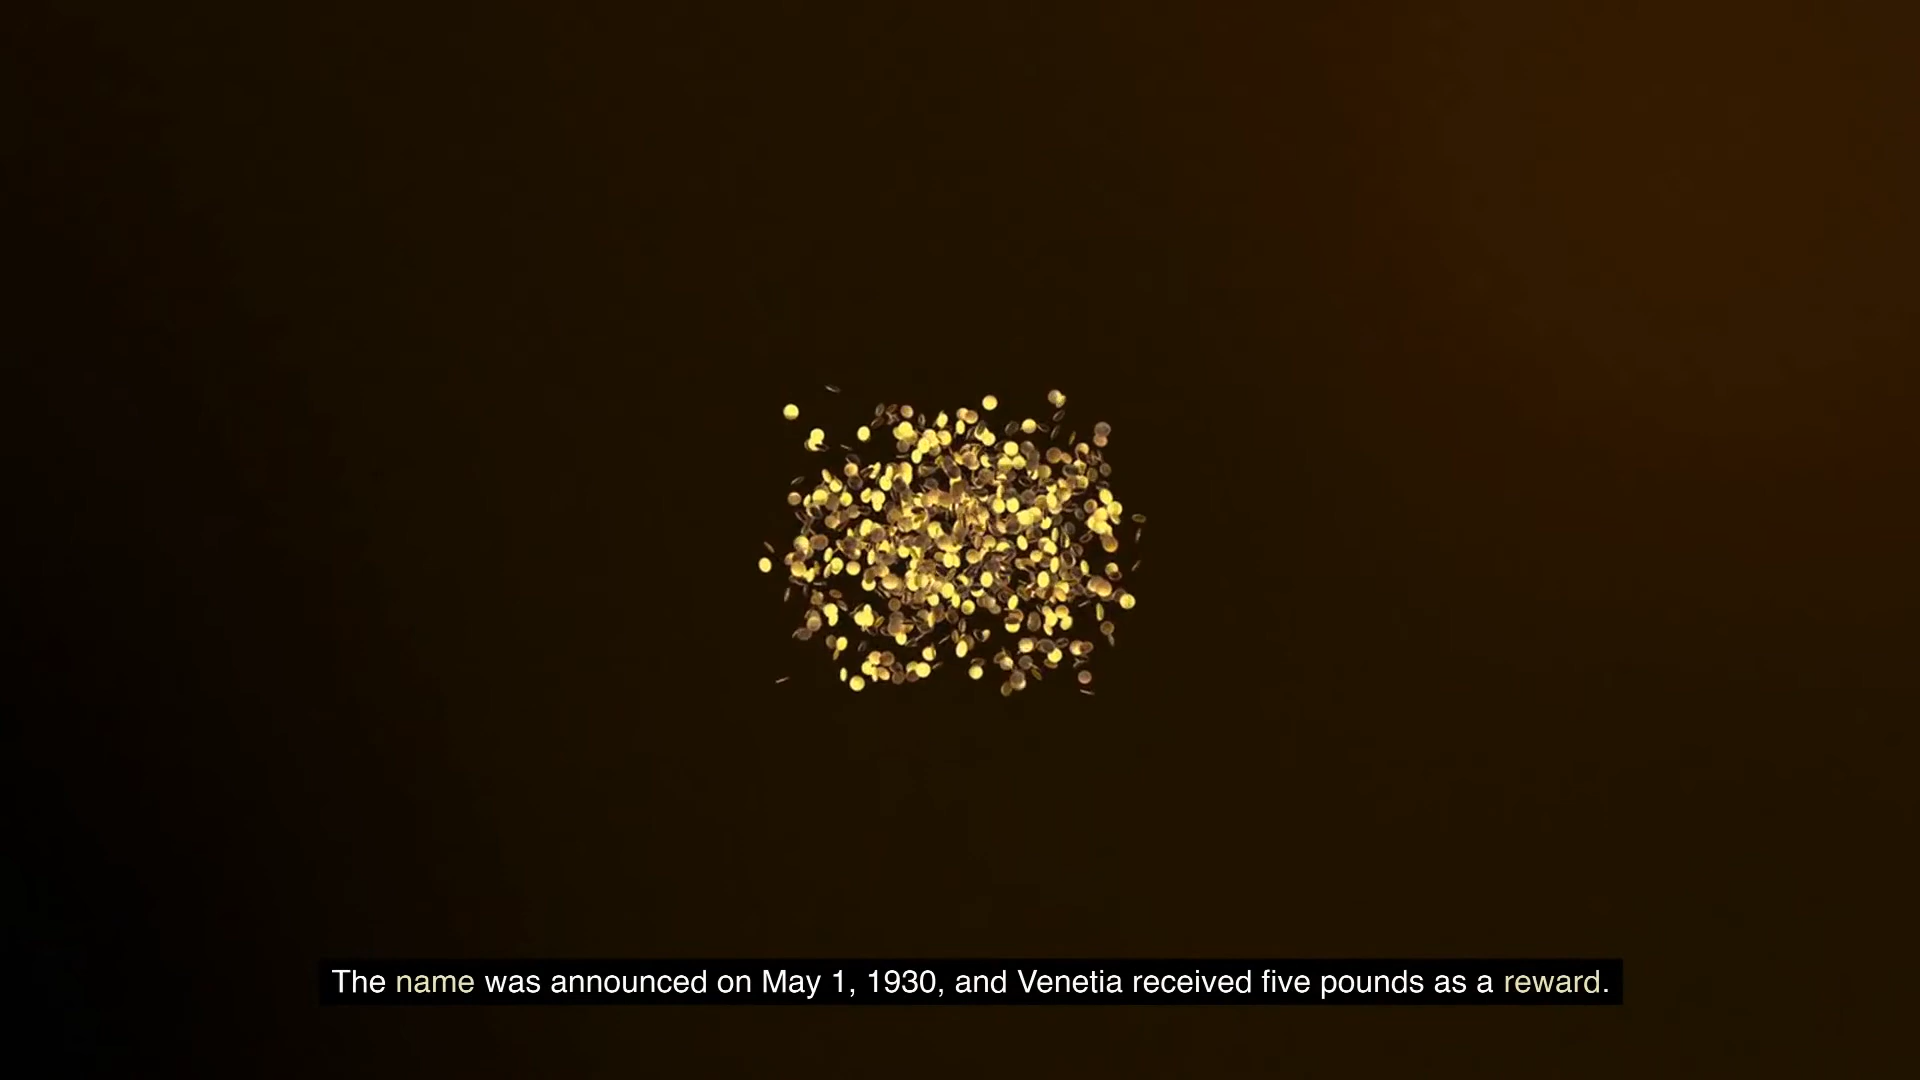 The name was announced on May 1, 1930, and Venetia received five pounds as a reward.